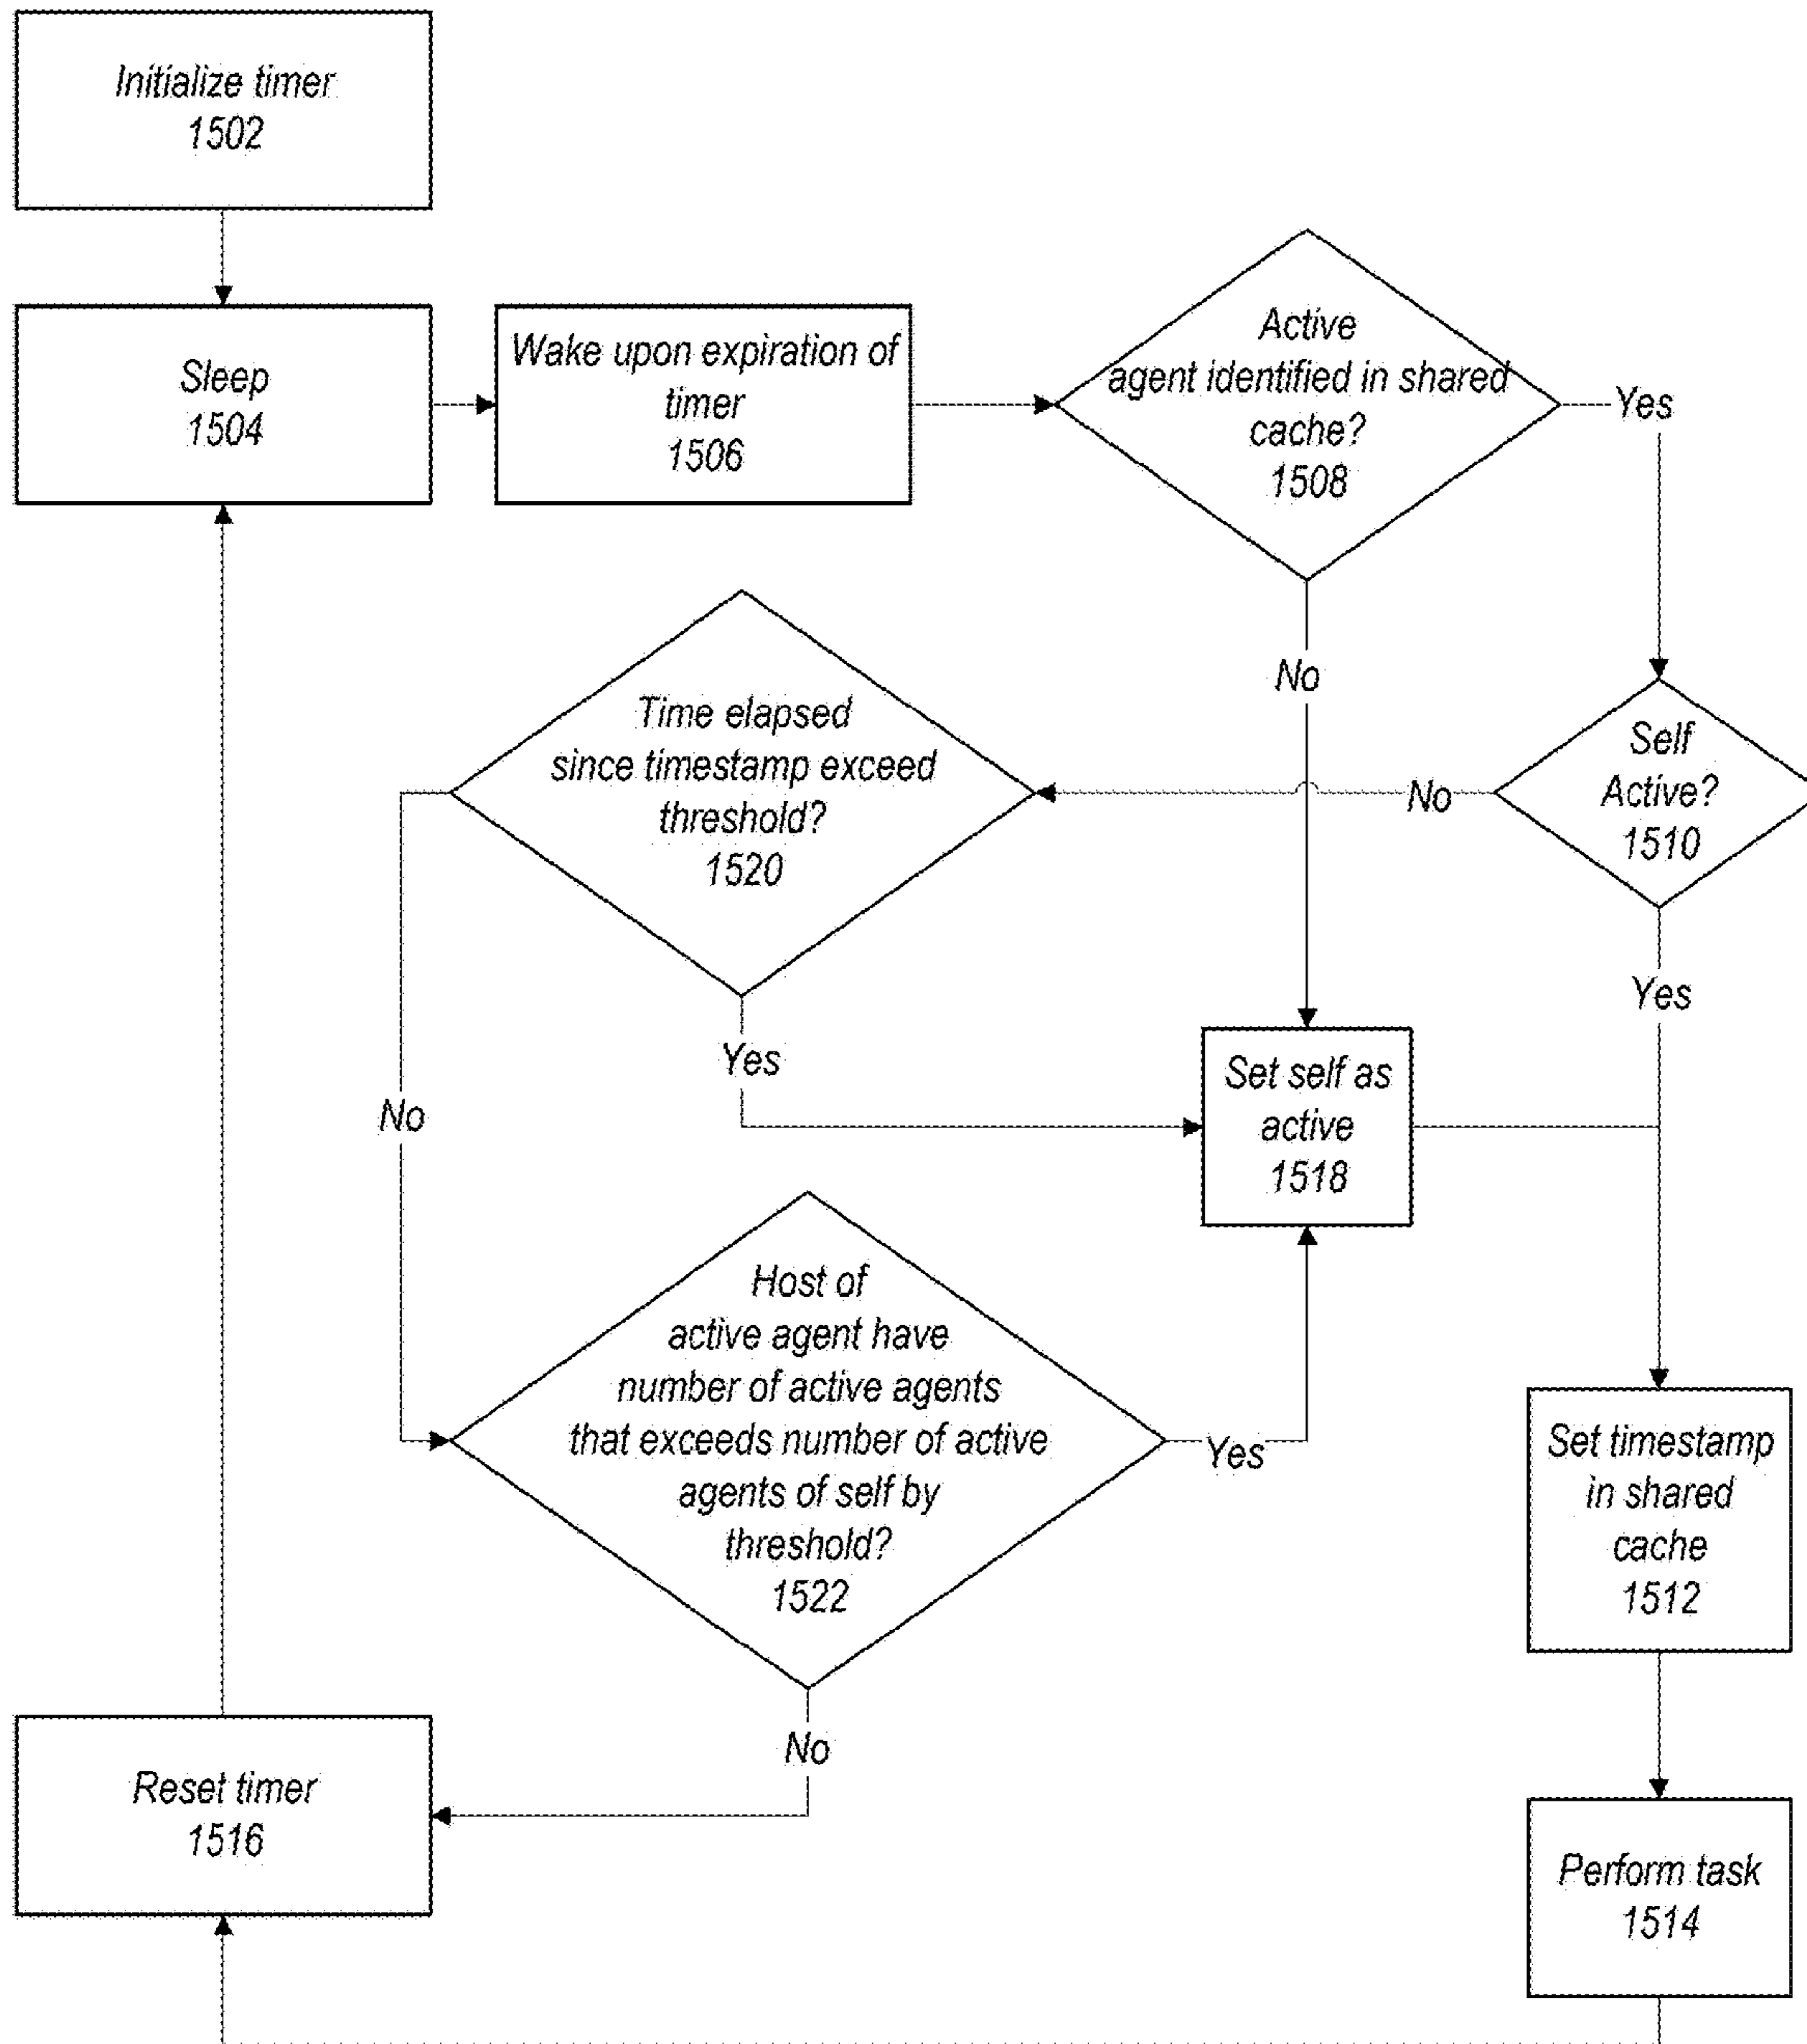 Initialize timer
1502
Sleep
1504
Wake upon expiration of
timer
1506
Active
agent identified in shared
cache?
1508
Yes
No
Time elapsed
since timestamp exceed
threshold?
1520
No
Self
Active?
1510
Yes
Yes
No
Set self as
active
1518
Host of
active agent have
number of active agents
that exceeds number of active
agents of self by
threshold?
1522
Yes
Set timestamp
in shared
cache
1512
No
Reset timer
1516
Perform task
1514